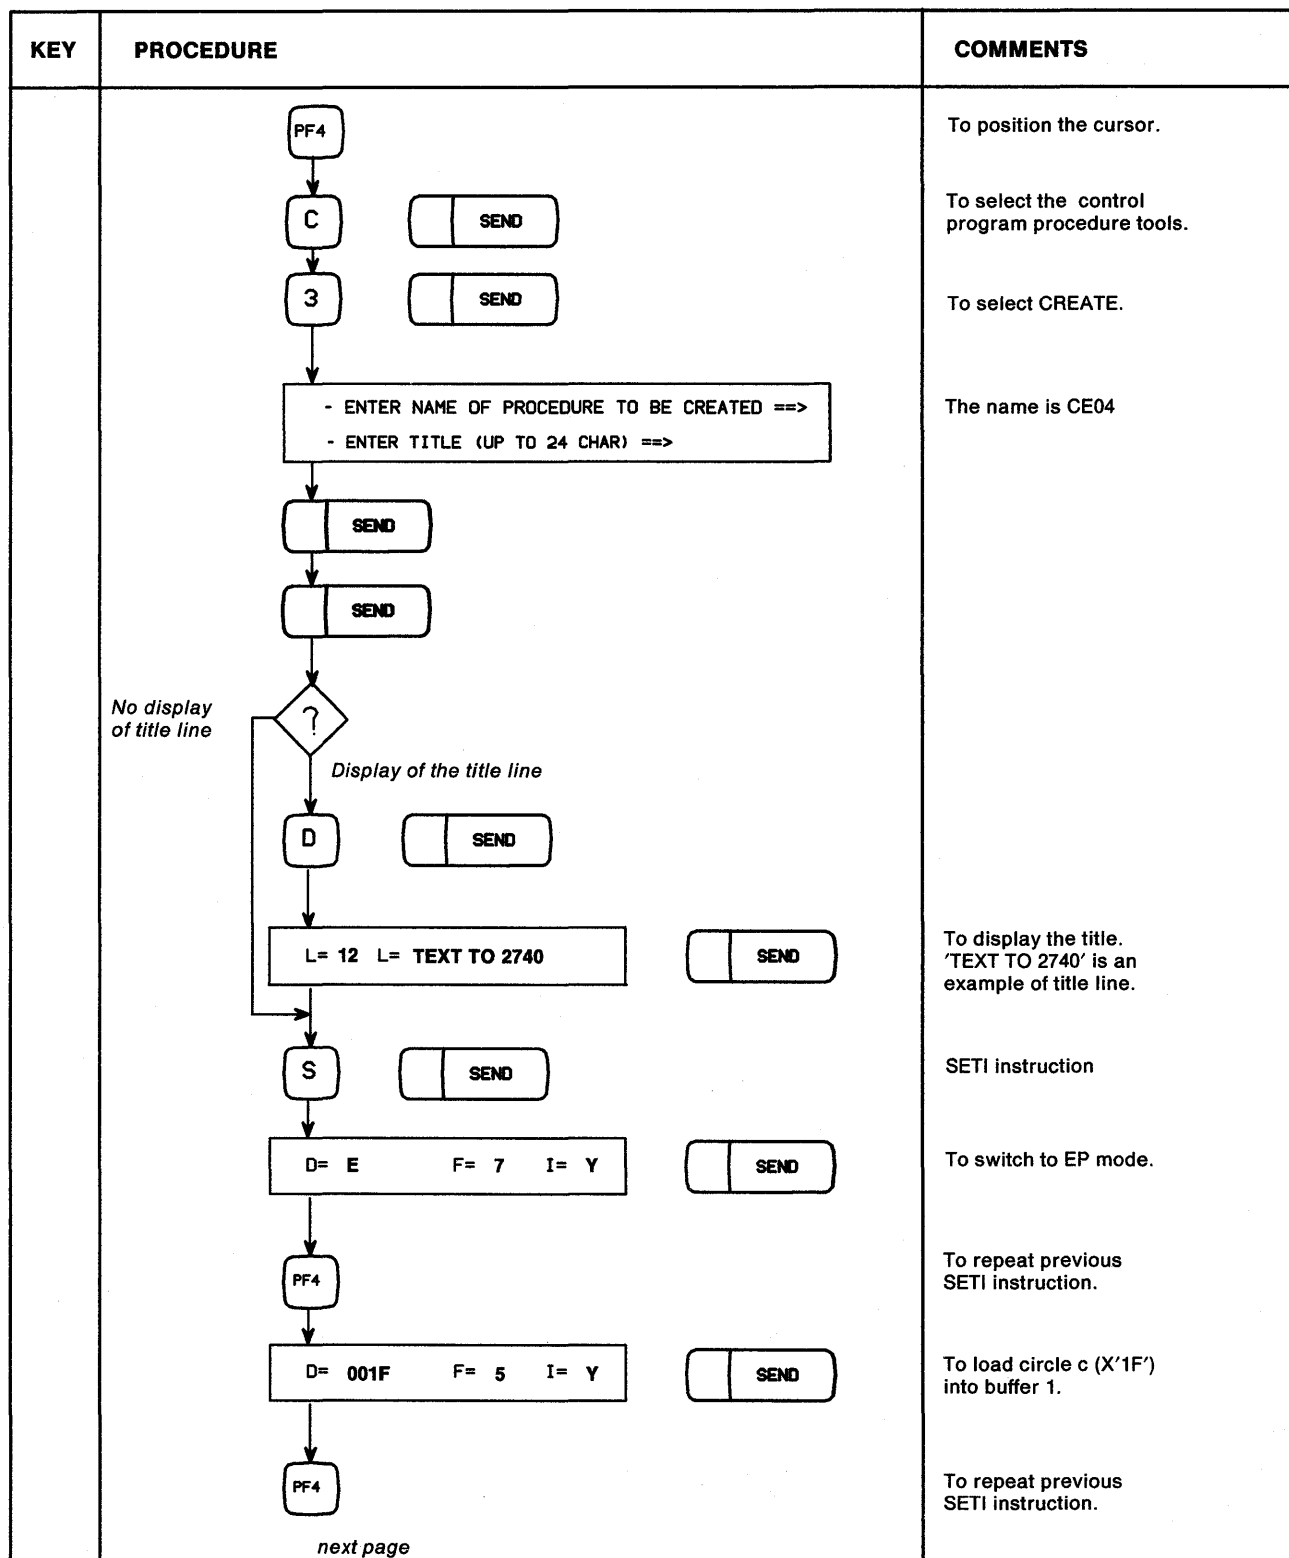 KEY PROCEDURE COMMENTS
PF4 To position the cursor.
C SEND To select the control
program procedure tools.
3 SEND To select CREATE.
- ENTER NAME OF PROCEDURE TO BE CREATED ==> The name is CE04
- ENTER TITLE (UP TO 24 CHAR) ==>
SEND
SEND
No display
of title line
?
Display of the title line
D SEND
L= 12 L= TEXT TO 2740 SEND To display the title.
'TEXT TO 2740' is an
example of title line.
S SEND SETI instruction
D= E F= 7 I= Y SEND To switch to EP mode.
PF4 To repeat previous
SETI instruction.
D= 001F F= 5 I= Y SEND To load circle c (X'1F')
into buffer 1.
PF4 To repeat previous
SETI instruction.
next page